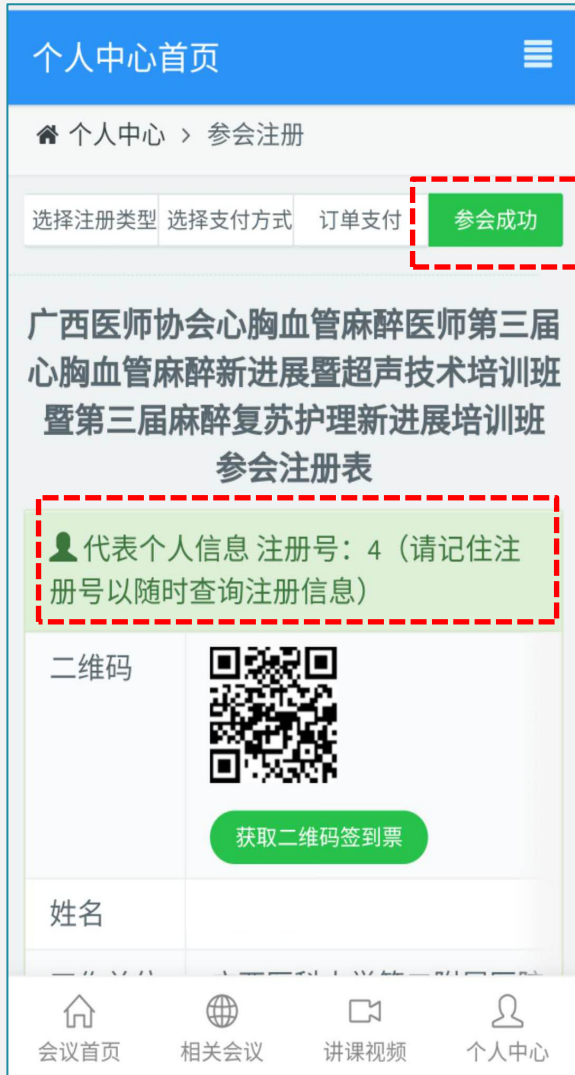 个人中心首页
个人中心 > 参会注册
选择注册类型 选择支付方式 订单支付 参会成功
广西医师协会心胸血管麻醉医师第三届
心胸血管麻醉新进展暨超声技术培训班
暨第三届麻醉复苏护理新进展培训班
参会注册表
代表个人信息 注册号：4（请记住注
册号以随时查询注册信息）
二维码
获取二维码签到票
姓名
会议首页 相关会议 讲课视频 个人中心